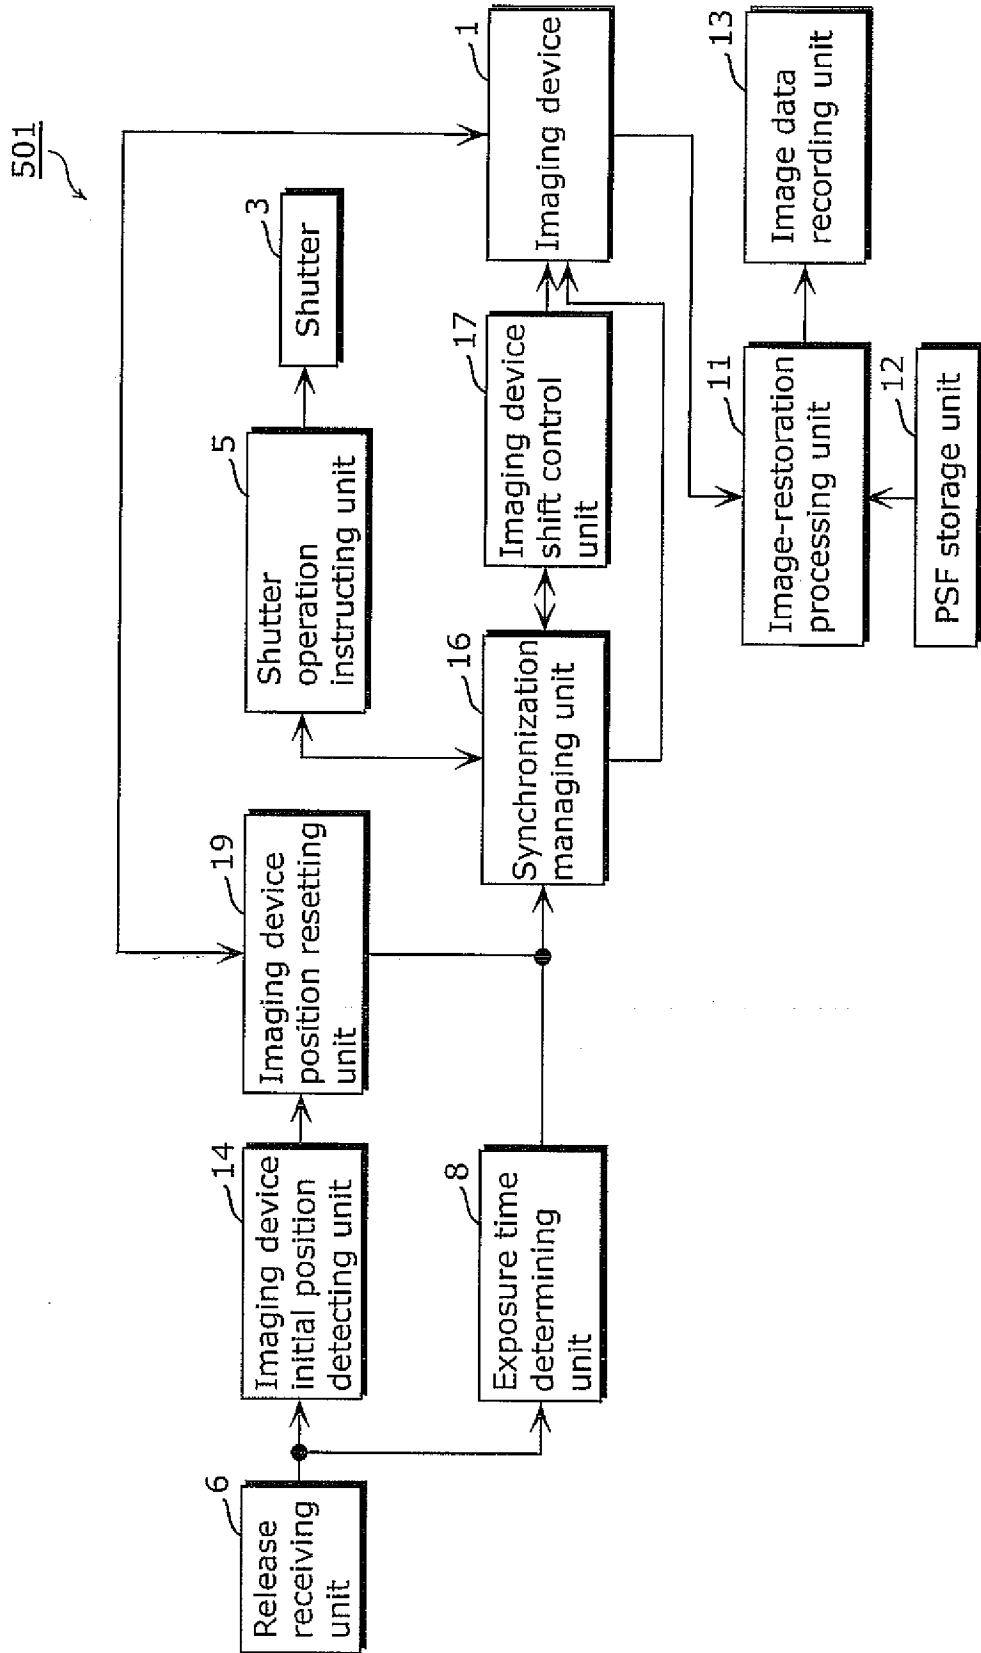 501
6
Release
receiving
unit
14
Imaging device
initial position
detecting unit
19
Imaging device
position resetting
unit
5
Shutter
operation
instructing unit
3
Shutter
8
Exposure time
determining
unit
16
Synchronization
managing unit
17
Imaging device
shift control
unit
1
Imaging device
11
Image-restoration
processing unit
13
Image data
recording unit
12
PSF storage unit